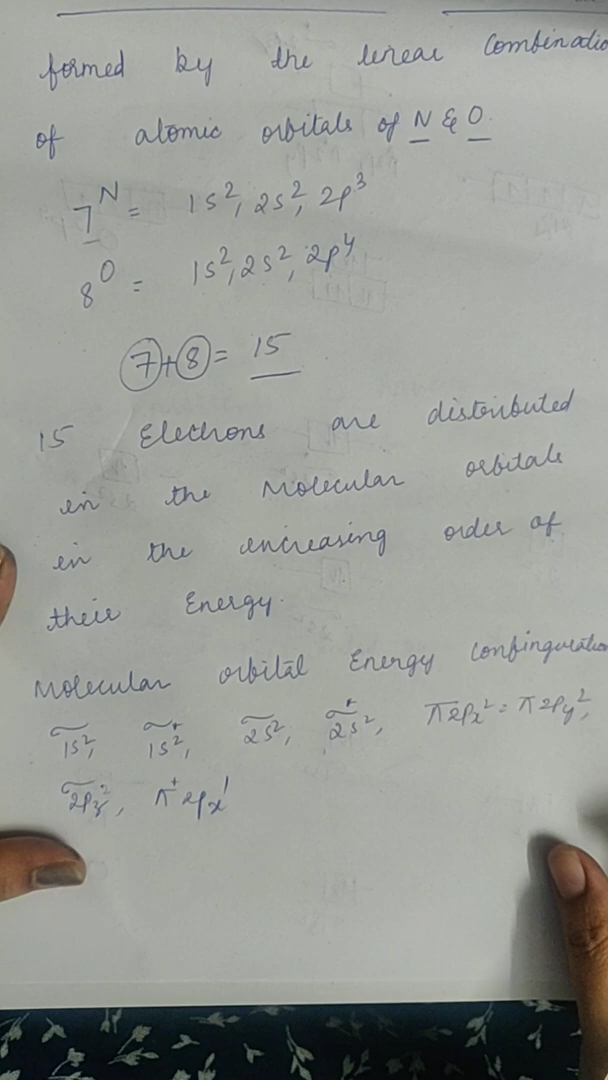 formed by the linear Combinatio
of atomic orbitals of N & O.
7N = 1s², 2s², 2p³
8O = 1s², 2s², 2p⁴
7+8 = 15
15 Electrons are distributed
in the Molecular orbitals
in the increasing order of
their Energy.
Molecular orbital Energy Confinguration
σ1s², σ*1s², σ2s², σ*2s², π2px² = π2py²,
σ2pz², π*2px¹